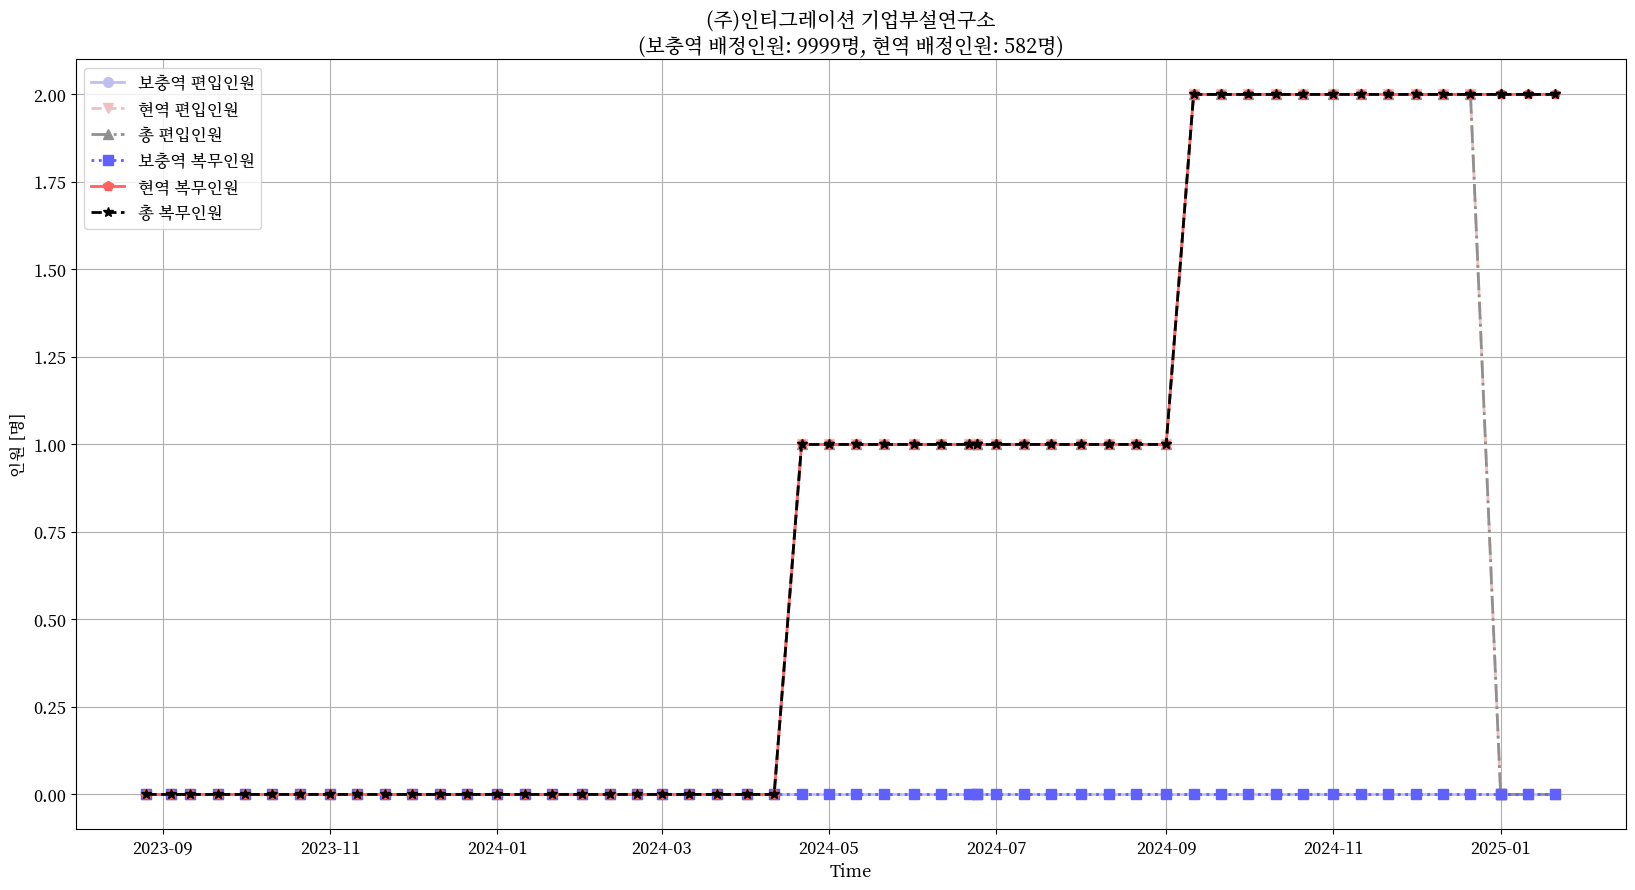 (주)인티그레이션 기업부설연구소
(보충역 배정인원: 9999명, 현역 배정인원: 582명)
보충역 편입인원
현역 편입인원
총 편입인원
보충역 복무인원
현역 복무인원
총 복무인원
2.00
1.75
1.50
1.25
1.00
0.75
0.50
0.25
0.00
인원 [명]
2023-09 2023-11 2024-01 2024-03 2024-05 2024-07 2024-09 2024-11 2025-01
Time